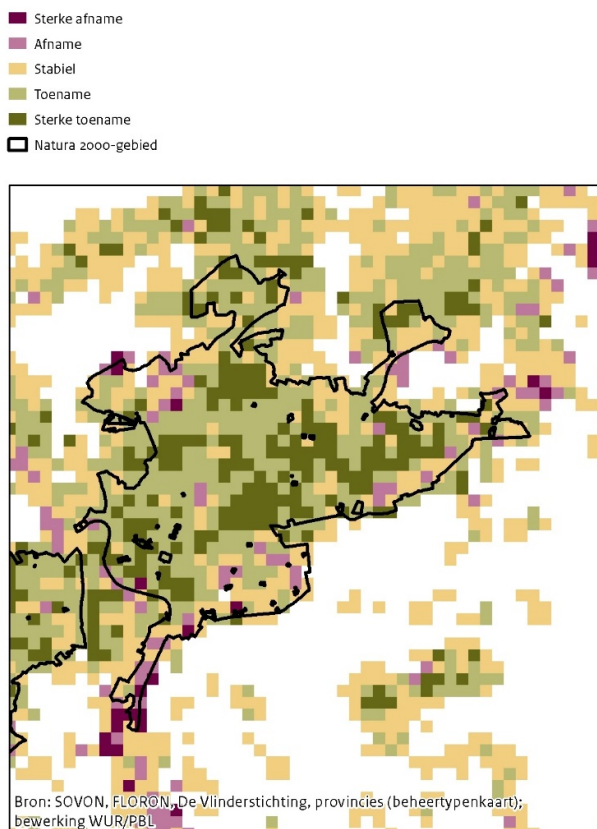 Sterke afname
Afname
Stabiel
Toename
Sterke toename
Natura 2000-gebied
Bron: SOVON, FLORON, De Vlinderstichting, provincies (beheertypenkaart);
bewerking WUR/PBL